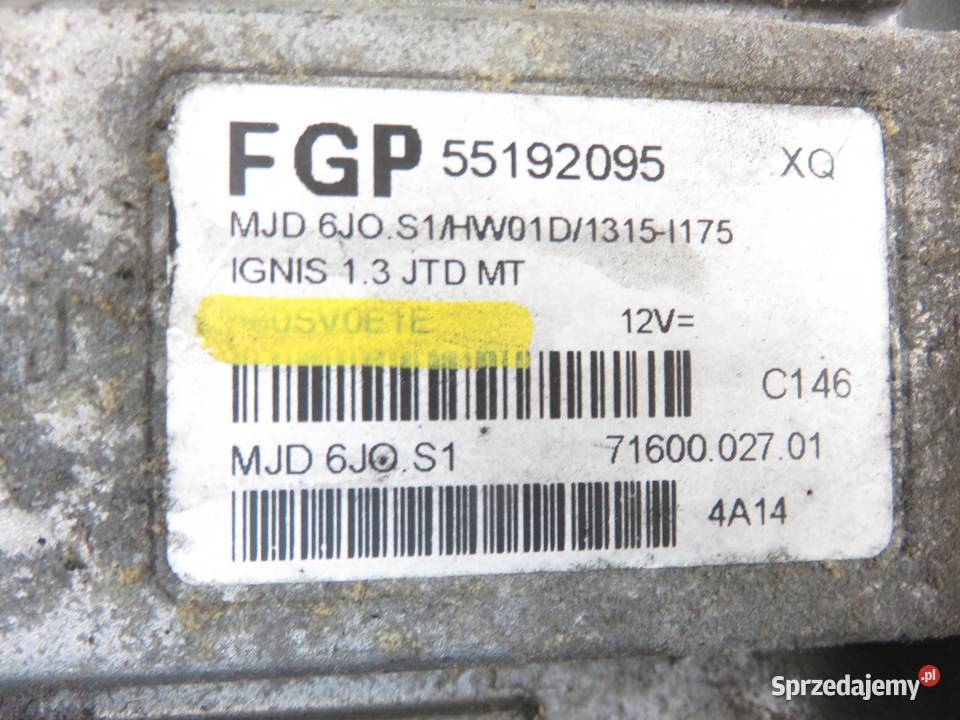 FGP 55192095 XQ
MJD 6JO.S1/HW01D/1315-I175
IGNIS 1.3 JTD MT
12V=
C146
MJD 6JO.S1 71600.027.01
4A14
Sprzedajemy.pl